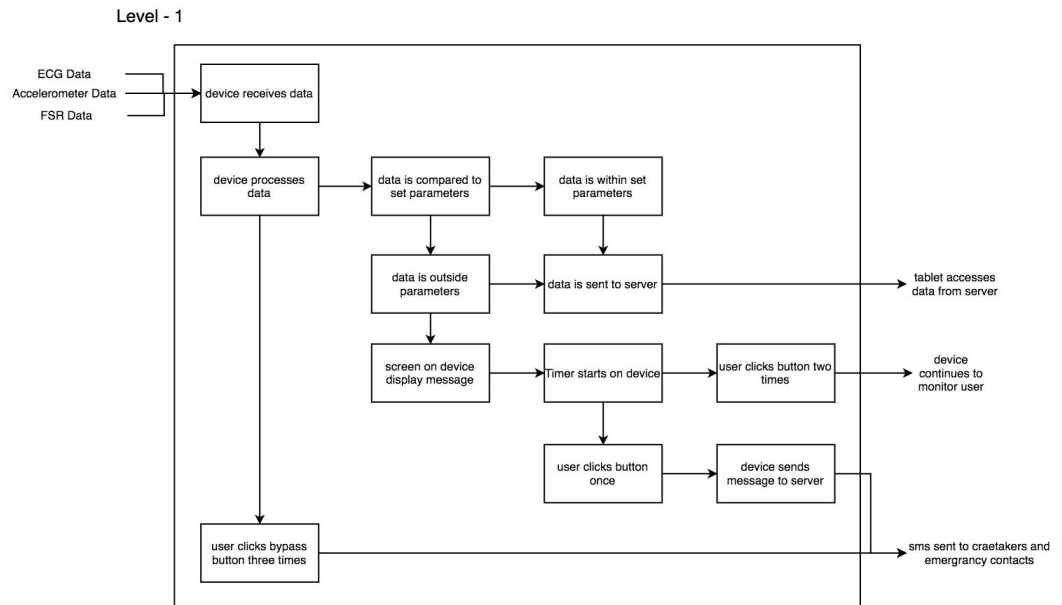 Level - 1
ECG Data
Accelerometer Data
FSR Data
device receives data
device processes
data
data is compared to
set parameters
data is within set
parameters
data is outside
parameters
data is sent to server
tablet accesses
data from server
screen on device
display message
Timer starts on device
user clicks button two
times
device
continues to
monitor user
user clicks button
once
device sends
message to server
user clicks bypass
button three times
sms sent to craetakers and
emergrancy contacts